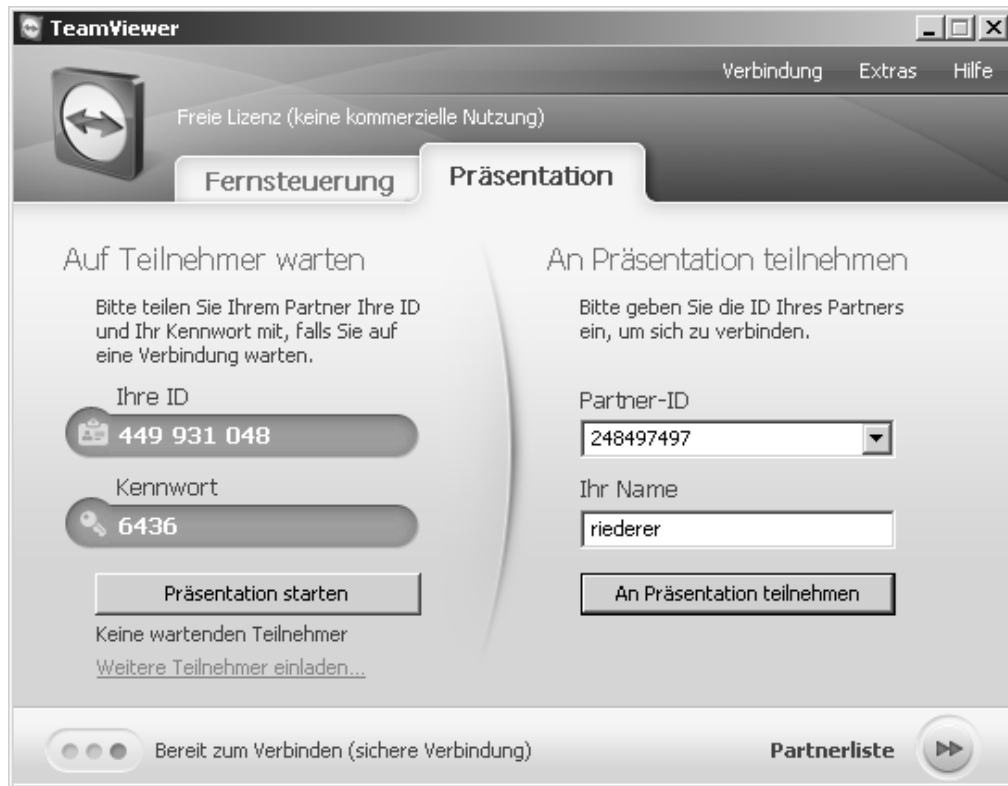 TeamViewer
Verbindung Extras Hilfe
Freie Lizenz (keine kommerzielle Nutzung)
Fernsteuerung Präsentation
Auf Teilnehmer warten
Bitte teilen Sie Ihrem Partner Ihre ID
und Ihr Kennwort mit, falls Sie auf
eine Verbindung warten.
Ihre ID
449 931 048
Kennwort
6436
Präsentation starten
Keine wartenden Teilnehmer
Weitere Teilnehmer einladen...
An Präsentation teilnehmen
Bitte geben Sie die ID Ihres Partners
ein, um sich zu verbinden.
Partner-ID
248497497
Ihr Name
riederer
An Präsentation teilnehmen
Bereit zum Verbinden (sichere Verbindung)
Partnerliste